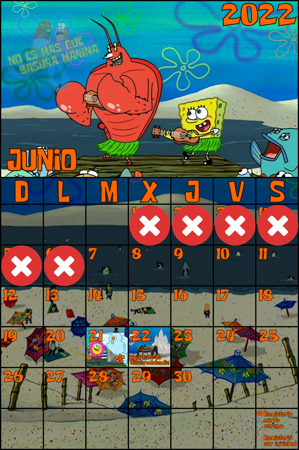 2022
NO ES MAS QUE
BASURA MARINA
JUNIO
D L M X J V S
7 8 9 10 11
12 13 14 15 16 17 18
19 20 21 22 23 24 25
26 27 28 29 30